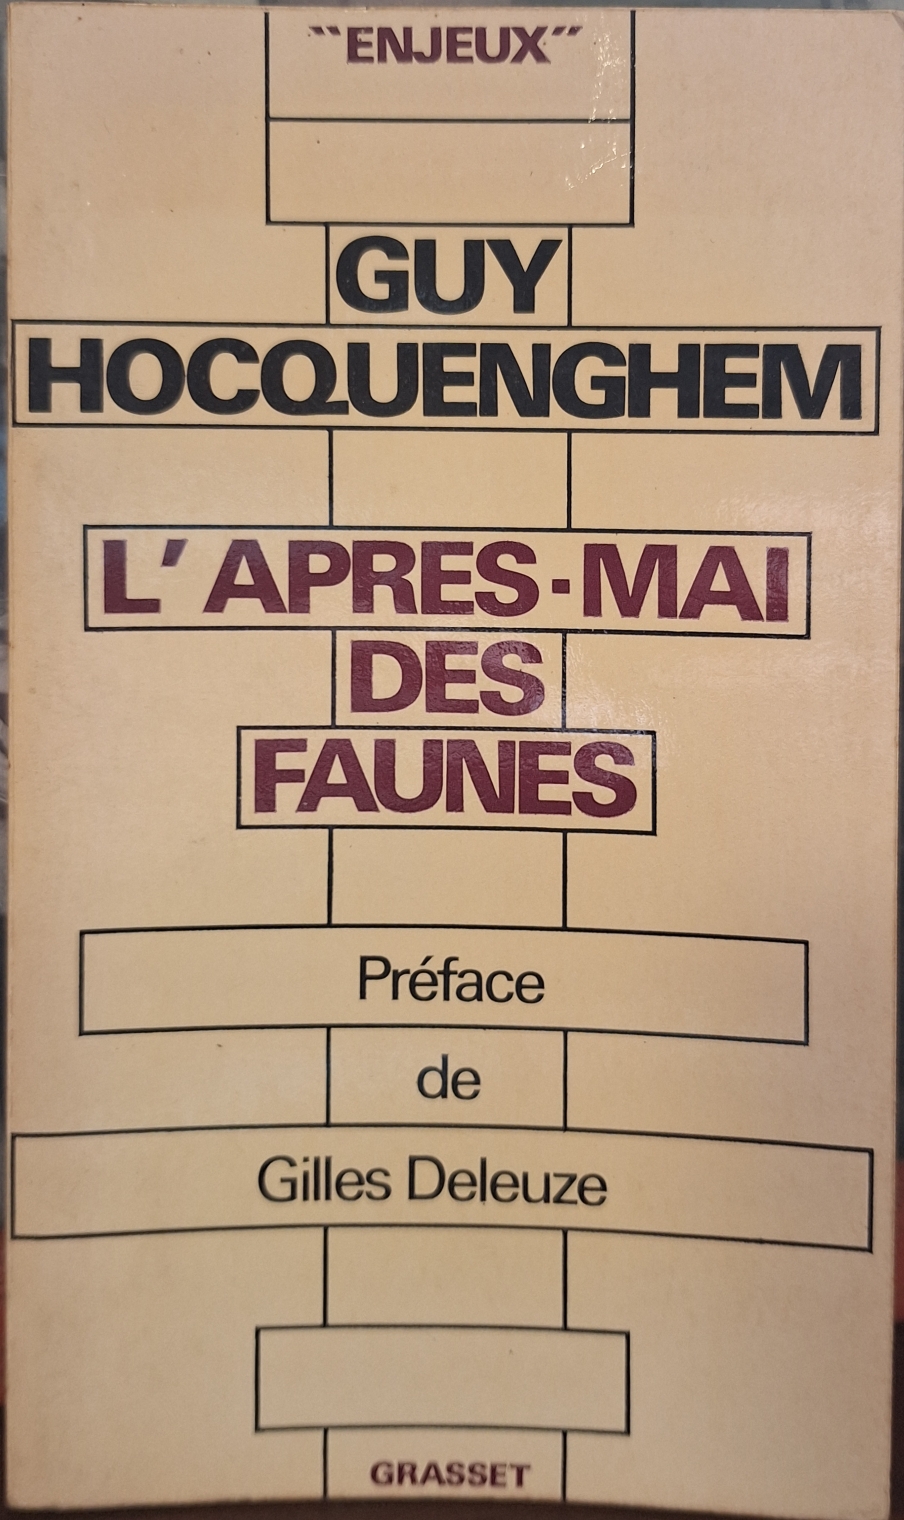 "ENJEUX"
GUY
HOCQUENGHEM
L'APRES-MAI
DES
FAUNES
Préface
de
Gilles Deleuze
GRASSET